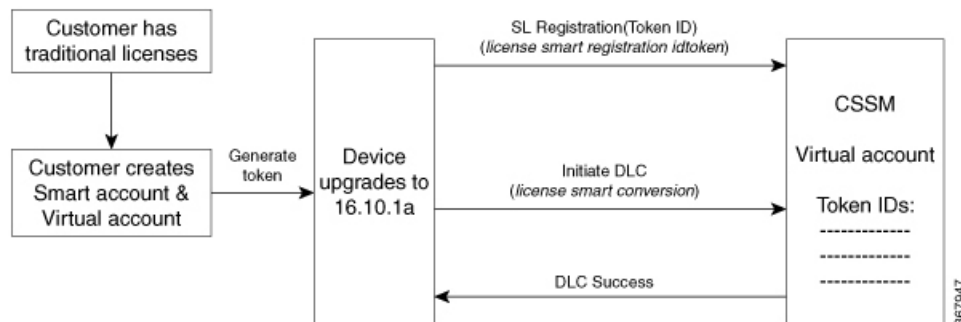 Customer has
traditional licenses
Customer creates
Smart account &
Virtual account
Generate
token
Device
upgrades to
16.10.1a
SL Registration(Token ID)
(license smart registration idtoken)
Initiate DLC
(license smart conversion)
DLC Success
CSSM
Virtual account
Token IDs:
-------------
-------------
-------------
367947